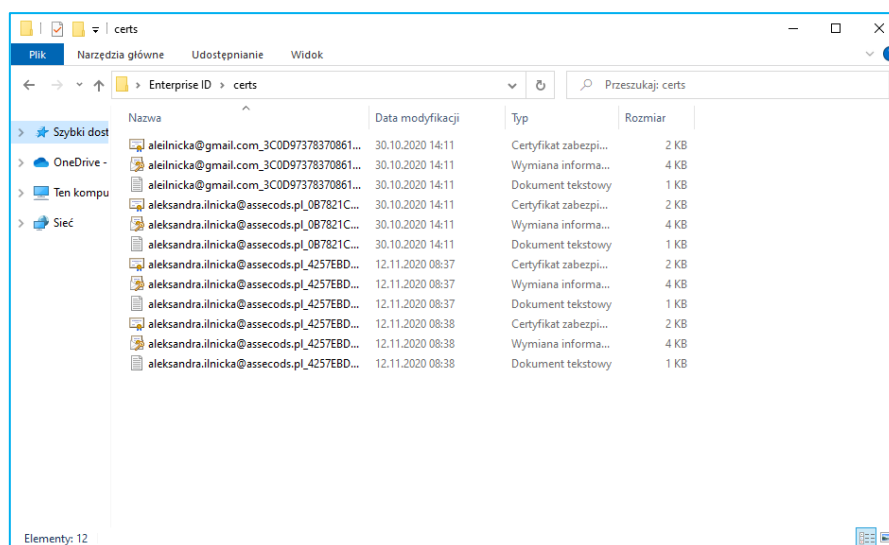 certs
Plik Narzędzia główne Udostępnianie Widok
Enterprise ID > certs Przeszukaj: certs
Nazwa Data modyfikacji Typ Rozmiar
Szybki dost
OneDrive -
Ten kompu
Sieć
aleilnicka@gmail.com_3C0D97378370861... 30.10.2020 14:11 Certyfikat zabezpi... 2 KB
aleilnicka@gmail.com_3C0D97378370861... 30.10.2020 14:11 Wymiana informa... 4 KB
aleilnicka@gmail.com_3C0D97378370861... 30.10.2020 14:11 Dokument tekstowy 1 KB
aleksandra.ilnicka@assecods.pl_0B7821C... 30.10.2020 14:11 Certyfikat zabezpi... 2 KB
aleksandra.ilnicka@assecods.pl_0B7821C... 30.10.2020 14:11 Wymiana informa... 4 KB
aleksandra.ilnicka@assecods.pl_0B7821C... 30.10.2020 14:11 Dokument tekstowy 1 KB
aleksandra.ilnicka@assecods.pl_4257EBD... 12.11.2020 08:37 Certyfikat zabezpi... 2 KB
aleksandra.ilnicka@assecods.pl_4257EBD... 12.11.2020 08:37 Wymiana informa... 4 KB
aleksandra.ilnicka@assecods.pl_4257EBD... 12.11.2020 08:37 Dokument tekstowy 1 KB
aleksandra.ilnicka@assecods.pl_4257EBD... 12.11.2020 08:38 Certyfikat zabezpi... 2 KB
aleksandra.ilnicka@assecods.pl_4257EBD... 12.11.2020 08:38 Wymiana informa... 4 KB
aleksandra.ilnicka@assecods.pl_4257EBD... 12.11.2020 08:38 Dokument tekstowy 1 KB
Elementy: 12